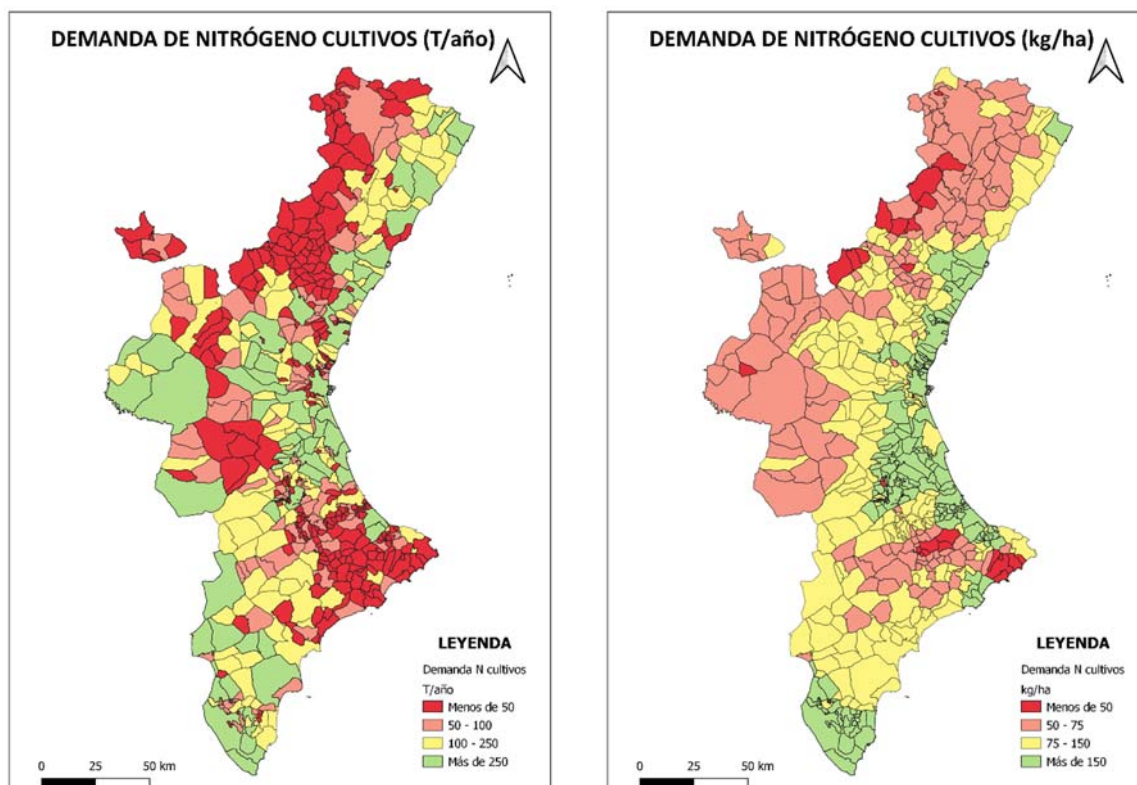 DEMANDA DE NITRÓGENO CULTIVOS (T/año)
LEYENDA
Demanda N cultivos
T/año
Menos de 50
50 - 100
100 - 250
Más de 250
0 25 50 km
DEMANDA DE NITRÓGENO CULTIVOS (kg/ha)
LEYENDA
Demanda N cultivos
kg/ha
Menos de 50
50 - 75
75 - 150
Más de 150
0 25 50 km